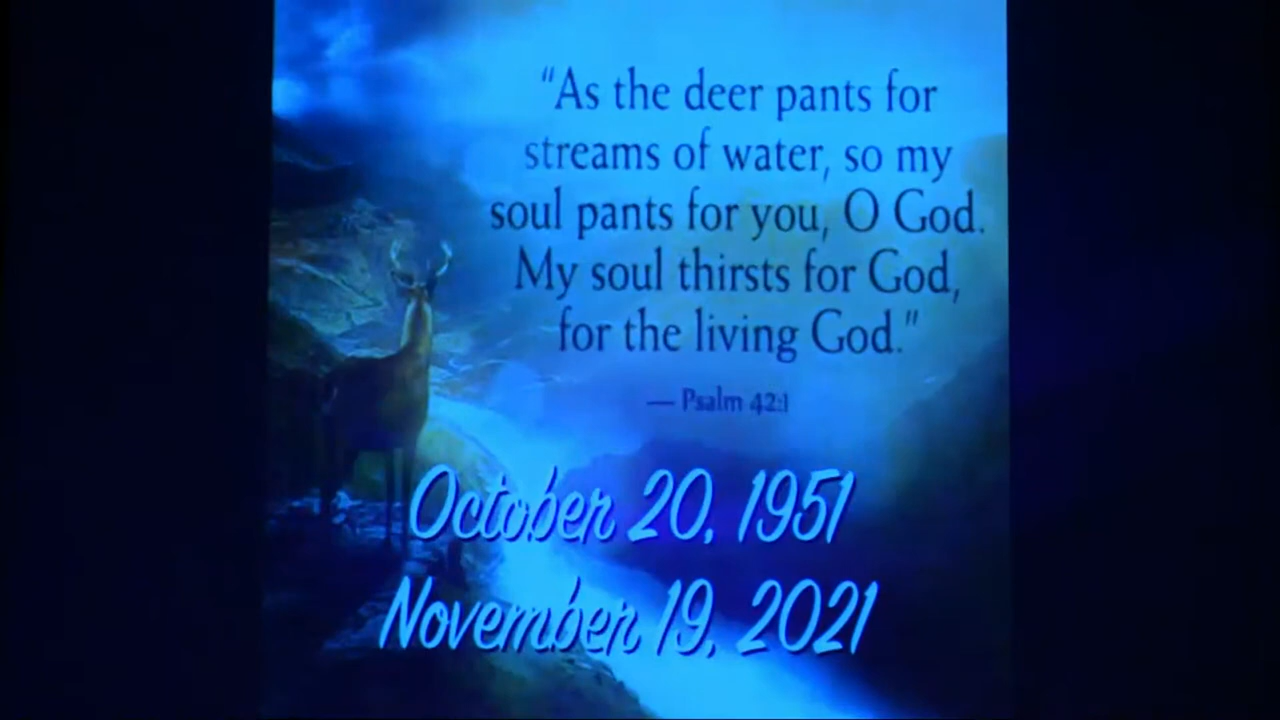 “As the deer pants for
streams of water, so my
soul pants for you, O God.
My soul thirsts for God,
for the living God."
— Psalm 42:1
October 20, 1951
November 19, 2021